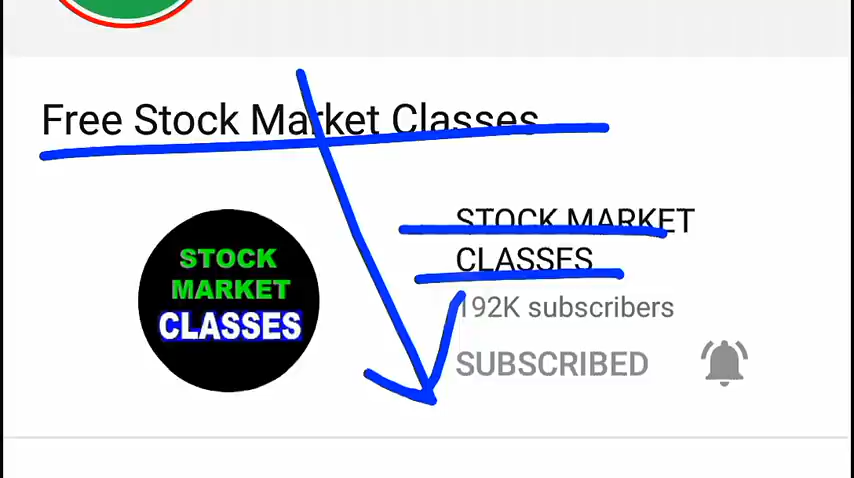 Free Stock Market Classes
STOCK
MARKET
CLASSES
STOCK MARKET
CLASSES
192K subscribers
SUBSCRIBED